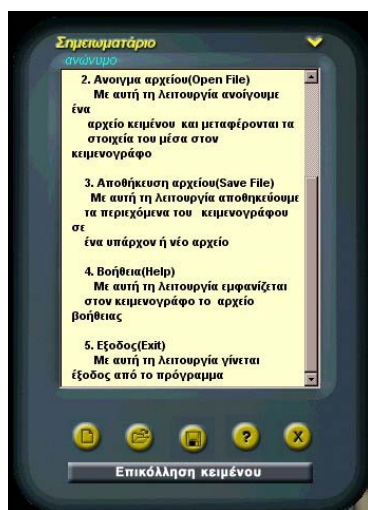 Σημειωματάριο
ανώνυμο
2. Ανοιγμα αρχείου(Open File)
Με αυτή τη λειτουργία ανοίγουμε
ένα
αρχείο κειμένου και μεταφέρονται τα
στοιχεία του μέσα στον
κειμενογράφο
3. Αποθήκευση αρχείου(Save File)
Με αυτή τη λειτουργία αποθηκεύουμε
τα περιεχόμενα του κειμενογράφου
σε
ένα υπάρχον ή νέο αρχείο
4. Βοήθεια(Help)
Με αυτή τη λειτουργία εμφανίζεται
στον κειμενογράφο το αρχείο
βοήθειας
5. Εξοδος(Exit)
Με αυτή τη λειτουργία γίνεται
έξοδος από το πρόγραμμα
? X
Επικόλληση κειμένου